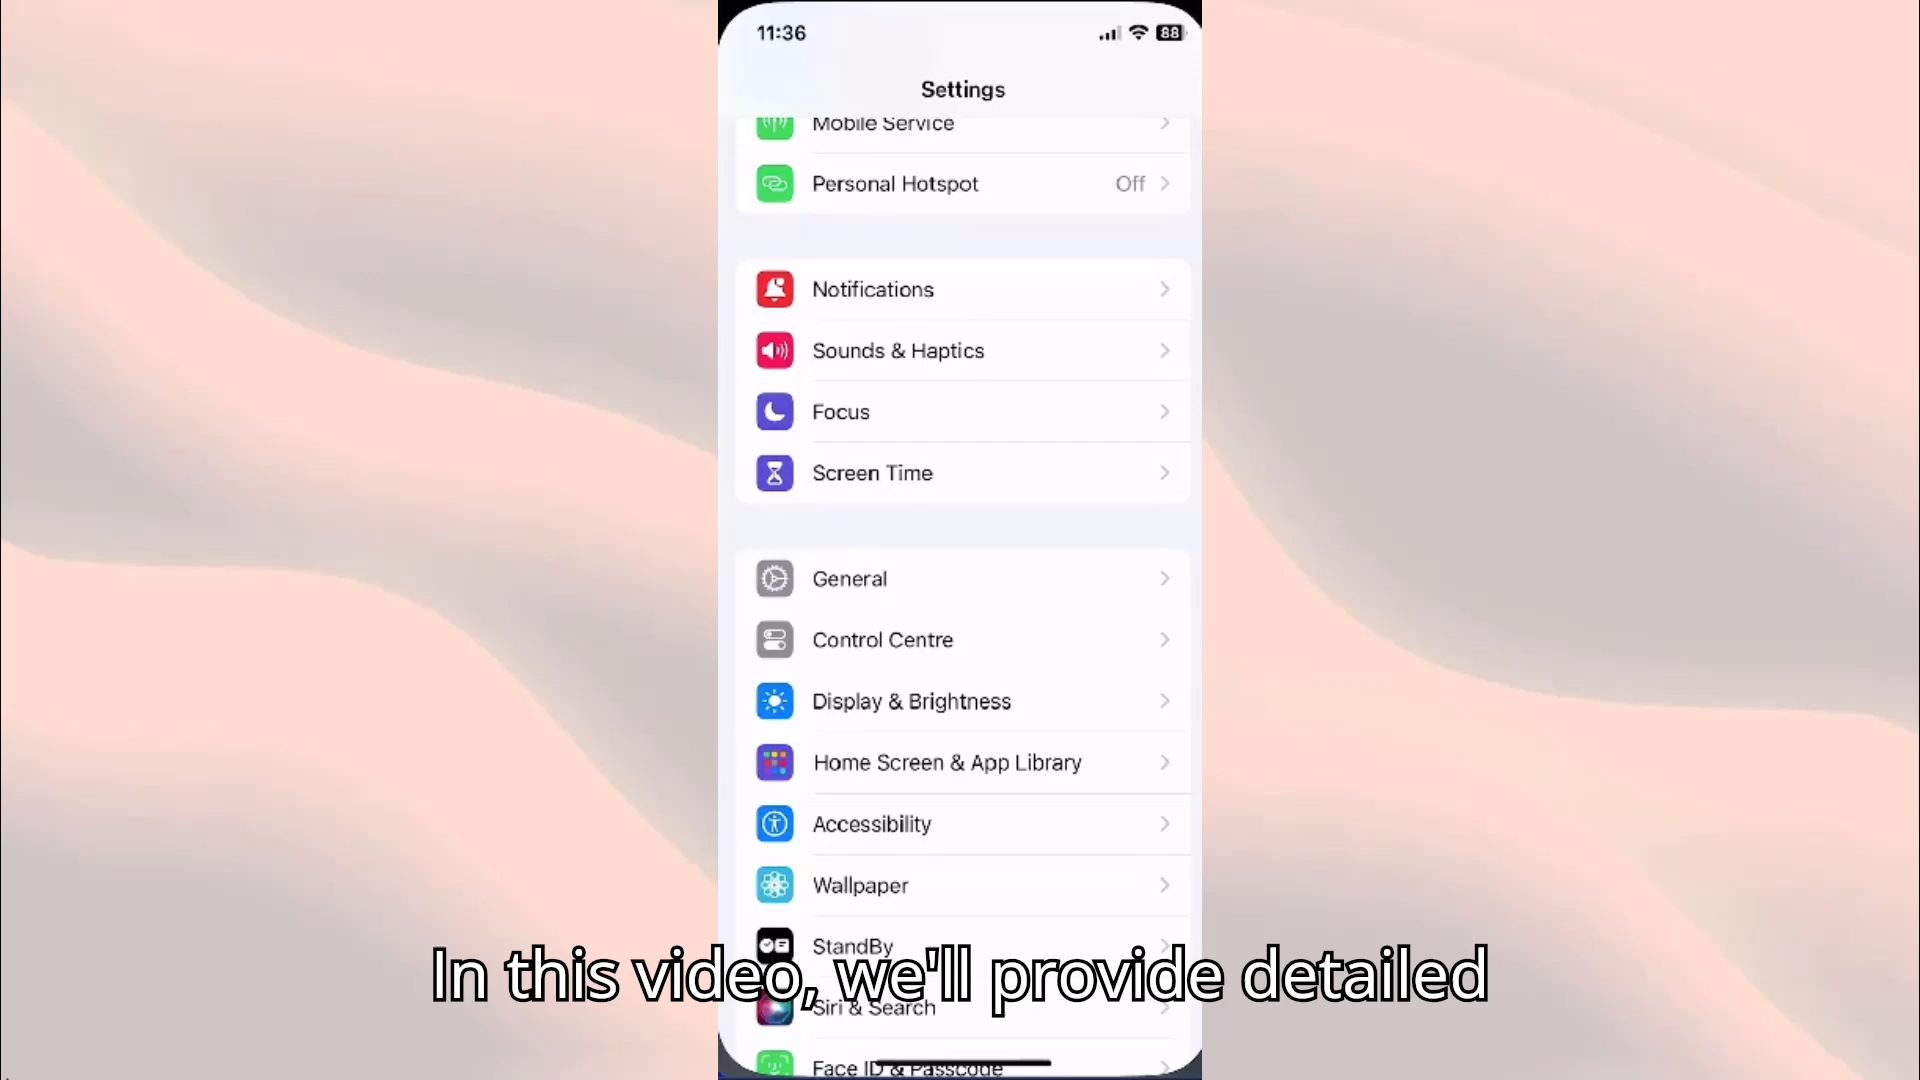 11:36
88
Settings
Mobile Service
Personal Hotspot Off
Notifications
Sounds & Haptics
Focus
Screen Time
General
Control Centre
Display & Brightness
Home Screen & App Library
Accessibility
Wallpaper
StandBy
In this video, we'll provide detailed
Siri & Search
Face ID & Passcode